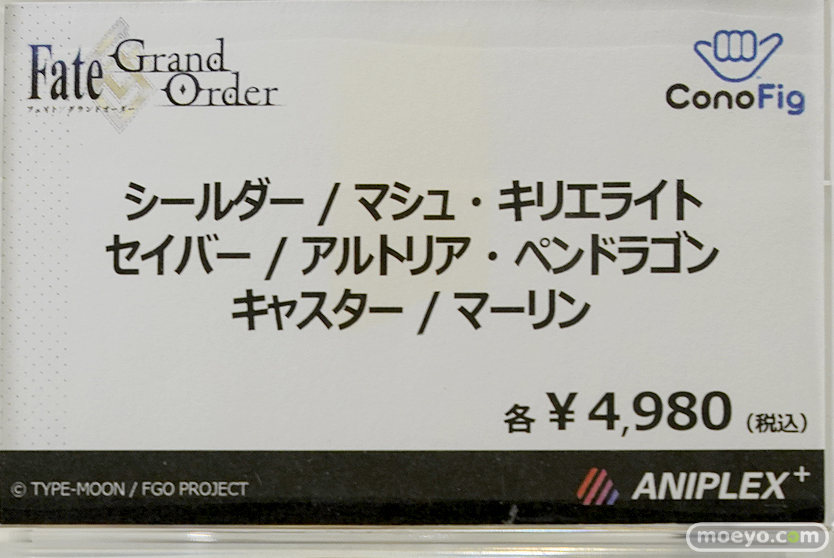 Fate Grand Order
フェイト/グランドオーダー
ConoFig
シールダー / マシュ・キリエライト
セイバー / アルトリア・ペンドラゴン
キャスター / マーリン
各 ¥4,980 (税込)
© TYPE-MOON / FGO PROJECT
ANIPLEX+
moeyo.com